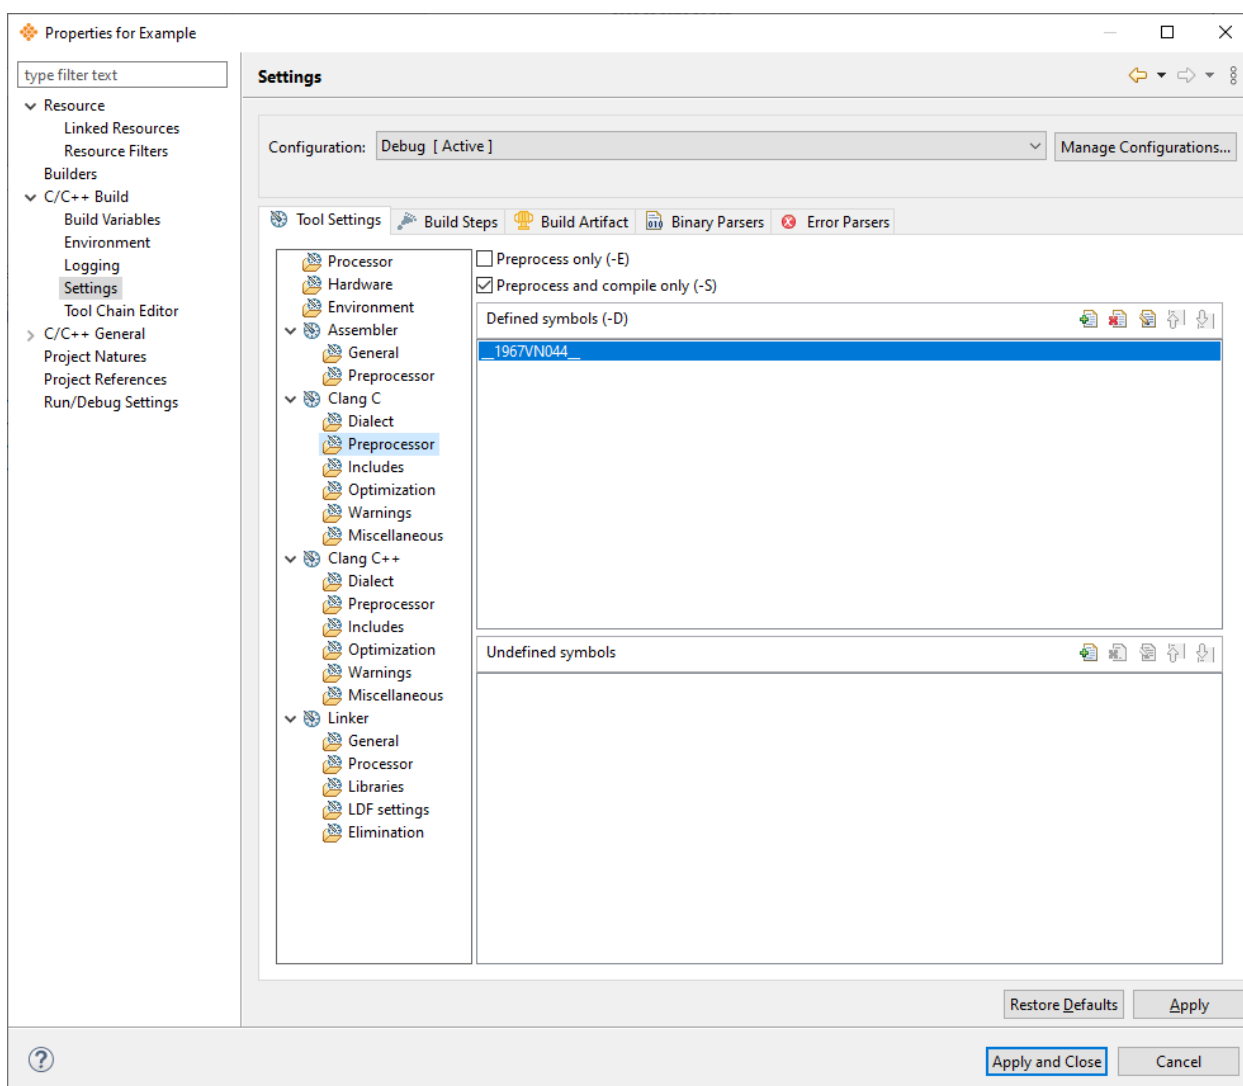 Properties for Example
type filter text
Resource
Linked Resources
Resource Filters
Builders
C/C++ Build
Build Variables
Environment
Logging
Settings
Tool Chain Editor
C/C++ General
Project Natures
Project References
Run/Debug Settings
Settings
Configuration: Debug [ Active ] Manage Configurations...
Tool Settings Build Steps Build Artifact Binary Parsers Error Parsers
Processor
Hardware
Environment
Assembler
General
Preprocessor
Clang C
Dialect
Preprocessor
Includes
Optimization
Warnings
Miscellaneous
Clang C++
Dialect
Preprocessor
Includes
Optimization
Warnings
Miscellaneous
Linker
General
Processor
Libraries
LDF settings
Elimination
Preprocess only (-E)
Preprocess and compile only (-S)
Defined symbols (-D)
__1967VN044__
Undefined symbols
Restore Defaults Apply
Apply and Close Cancel